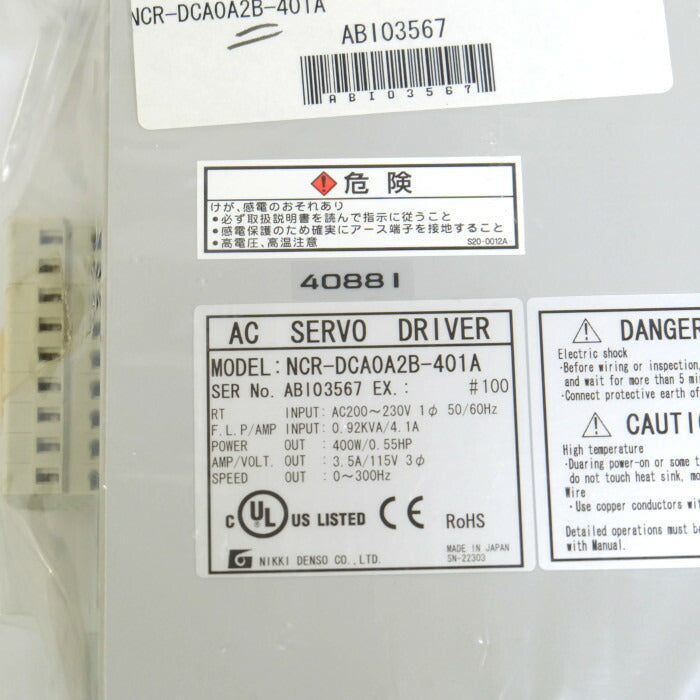 NCR-DCA0A2B-401A
ABI03567
ABI03567
危険
けが、感電のおそれあり
●必ず取扱説明書を読んで指示に従うこと
●感電保護のため確実にアース端子を接地すること
●高電圧、高温注意
S20-0012A
40881
AC SERVO DRIVER
MODEL: NCR-DCA0A2B-401A
SER No. ABI03567 EX.: #100
RT INPUT: AC200～230V 1φ 50/60Hz
F.L.P/AMP INPUT: 0.92KVA/4.1A
POWER OUT : 400W/0.55HP
AMP/VOLT. OUT : 3.5A/115V 3φ
SPEED OUT : 0～300Hz
C UL US LISTED CE RoHS
NIKKI DENSO CO., LTD.
MADE IN JAPAN
SN-22303
DANGER
Electric shock
·Before wiring or inspection,
and wait for more than 5
·Connect protective earth of
CAUTIO
High temperature
·Duaring power-on or some
do not touch heat sink,
Wire
·Use copper conductors
Detailed operations must be
with Manual.